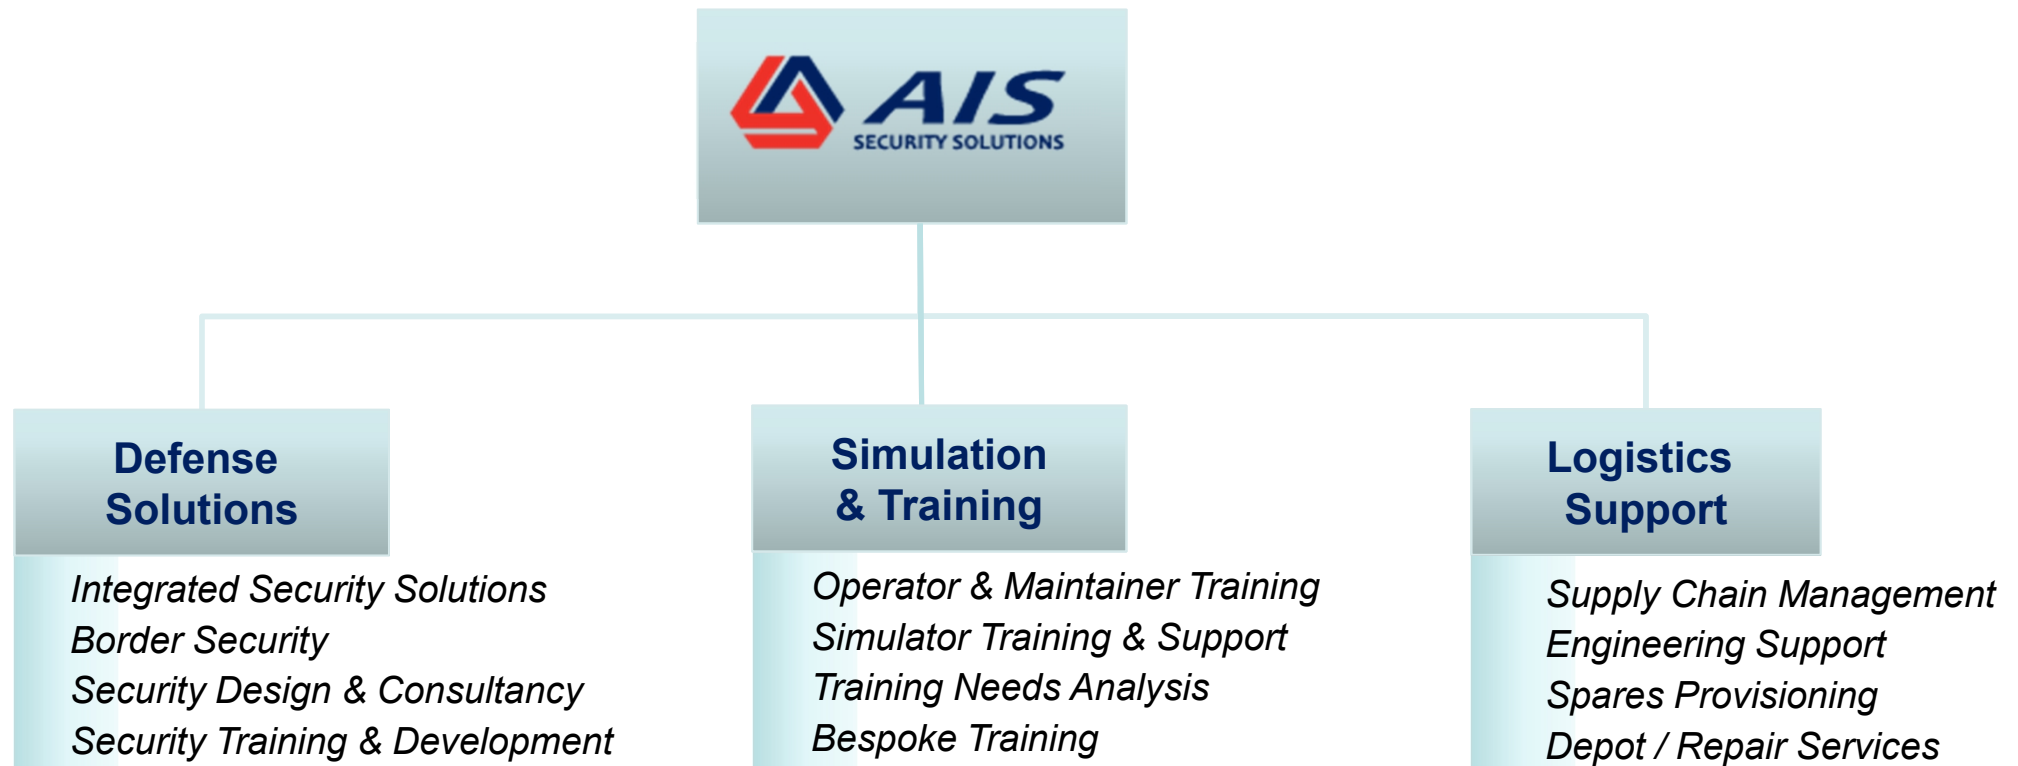 AIS
SECURITY SOLUTIONS
Defense
Solutions
Integrated Security Solutions
Border Security
Security Design & Consultancy
Security Training & Development
Simulation
& Training
Operator & Maintainer Training
Simulator Training & Support
Training Needs Analysis
Bespoke Training
Logistics
Support
Supply Chain Management
Engineering Support
Spares Provisioning
Depot / Repair Services